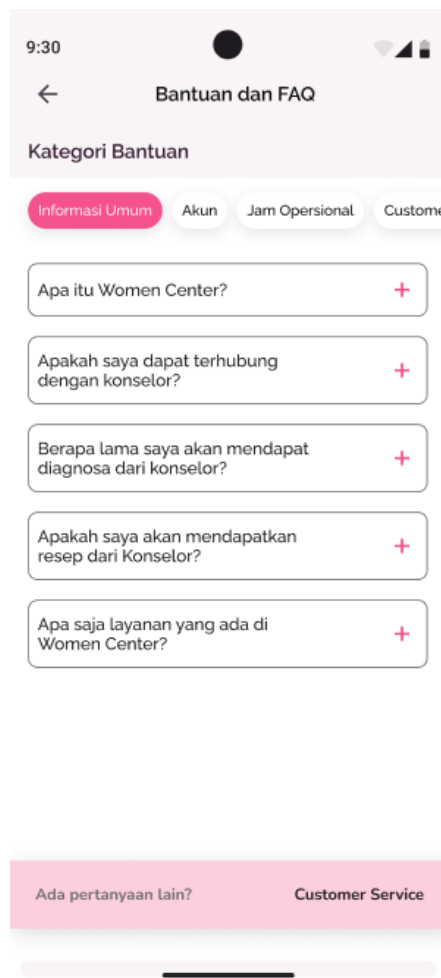 9:30
Bantuan dan FAQ
Kategori Bantuan
Informasi Umum Akun Jam Opersional Custome
Apa itu Women Center?
Apakah saya dapat terhubung
dengan konselor?
Berapa lama saya akan mendapat
diagnosa dari konselor?
Apakah saya akan mendapatkan
resep dari Konselor?
Apa saja layanan yang ada di
Women Center?
Ada pertanyaan lain? Customer Service